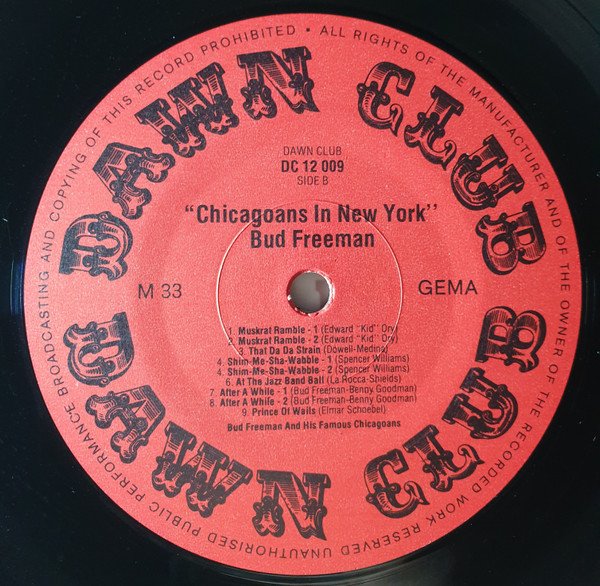 DAWN CLUB
DAWN CLUB
ALL RIGHTS OF THE MANUFACTURER AND OF THE OWNER OF THE RECORDED WORK RESERVED UNAUTHORISED PUBLIC PERFORMANCE BROADCASTING AND COPYING OF THIS RECORD PROHIBITED •
DAWN CLUB
DC 12 009
SIDE B
"Chicagoans In New York"
Bud Freeman
M 33
GEMA
1. Muskrat Ramble - 1 (Edward "Kid" Ory)
2. Muskrat Ramble - 2 (Edward "Kid" Ory)
3. That Da Da Strain (Dowell-Medina)
4. Shim-Me-Sha-Wabble - 1 (Spencer Williams)
4. Shim-Me-Sha-Wabble - 2 (Spencer Williams)
6. At The Jazz Band Ball (La Rocca-Shields)
7. After A While - 1 (Bud Freeman-Benny Goodman)
8. After A While - 2 (Bud Freeman-Benny Goodman)
9. Prince Of Wails (Elmar Schoebel)
Bud Freeman And His Famous Chicagoans